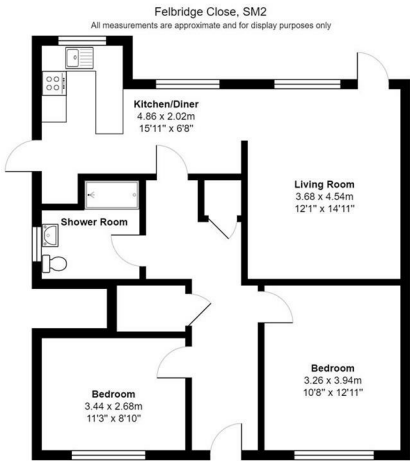 Felbridge Close, SM2
All measurements are approximate and for display purposes only
Kitchen/Diner
4.86 x 2.02m
15'11" x 6'8"
Living Room
3.68 x 4.54m
12'1" x 14'11"
Shower Room
Bedroom
3.26 x 3.94m
10'8" x 12'11"
Bedroom
3.44 x 2.68m
11'3" x 8'10"